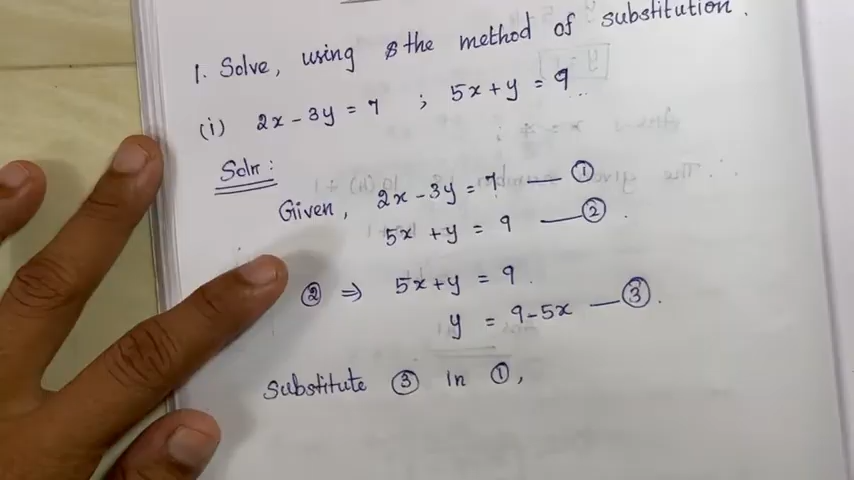 1. Solve, using the method of substitution.
(i) 2x - 3y = 7 ; 5x + y = 9
Soln:
Given, 2x - 3y = 7 — ①
5x + y = 9 — ②.
② ⇒ 5x + y = 9.
y = 9 - 5x — ③.
Substitute ③ in ①,